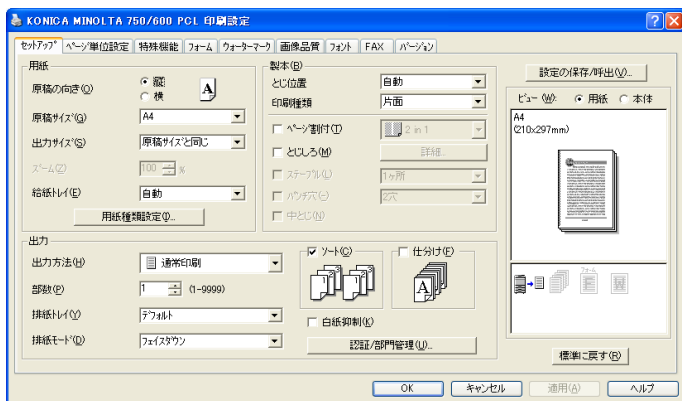 KONICA MINOLTA 750/600 PCL 印刷設定
セットアップ ページ単位設定 特殊機能 フォーム ウォーターマーク 画像品質 フォント FAX バージョン
用紙
原稿の向き(O) 縦
横
A
原稿サイズ(G) A4
出力サイズ(S) 原稿サイズと同じ
ズーム(Z) 100 %
給紙トレイ(E) 自動
用紙種類設定(I)...
製本(B)
とじ位置 自動
印刷種類 片面
ページ割付(T) 2 in 1
とじしろ(M) 詳細...
ステープル(L) 1ヶ所
パンチ穴(-) 2穴
中とじ(N)
設定の保存/呼出(V)...
ビュー(W): 用紙 本体
A4
(210x297mm)
フォーム
標準に戻す(R)
出力
出力方法(H) 通常印刷
部数(P) 1 (1-9999)
排紙トレイ(Y) デフォルト
排紙モード(D) フェイスダウン
ソート(C)
1 2 3 1 2 3
仕分け(F)
A
白紙抑制(K)
認証/部門管理(U)...
OK キャンセル 適用(A) ヘルプ